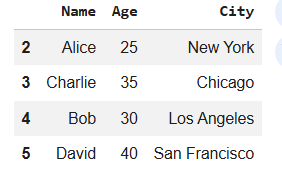 Name Age City
2 Alice 25 New York
3 Charlie 35 Chicago
4 Bob 30 Los Angeles
5 David 40 San Francisco